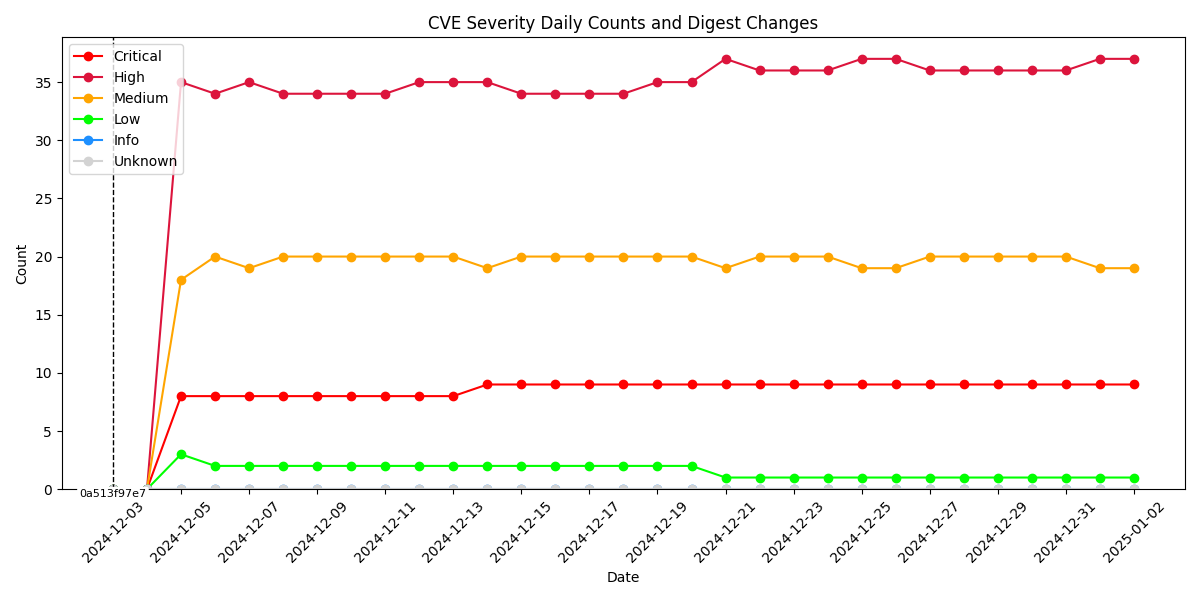 CVE Severity Daily Counts and Digest Changes
Critical
High
Medium
Low
Info
Unknown
Count
35
30
25
20
15
10
5
0
0a513f97e7
2024-12-03
2024-12-05
2024-12-07
2024-12-09
2024-12-11
2024-12-13
2024-12-15
2024-12-17
2024-12-19
2024-12-21
2024-12-23
2024-12-25
2024-12-27
2024-12-29
2024-12-31
2025-01-02
Date